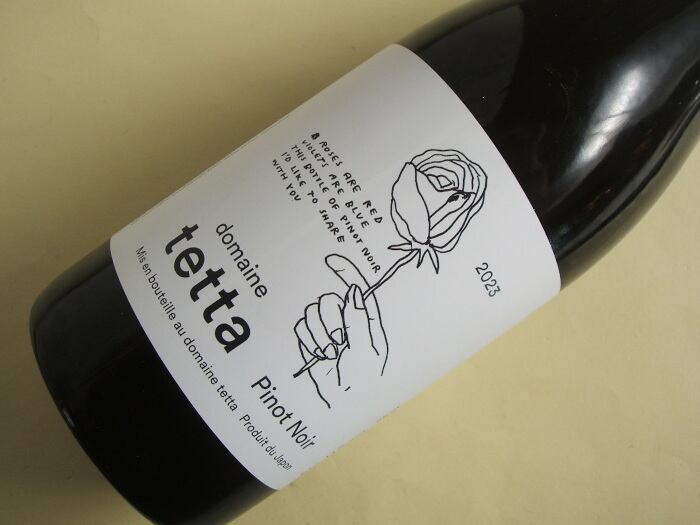 ROSES ARE RED
VIOLETS ARE BLUE
THIS BOTTLE OF PINOT NOIR
I'D LIKE TO SHARE
WITH YOU
2023
domaine
tetta
Pinot Noir
Mis en bouteille au domaine tetta Produit du Japon